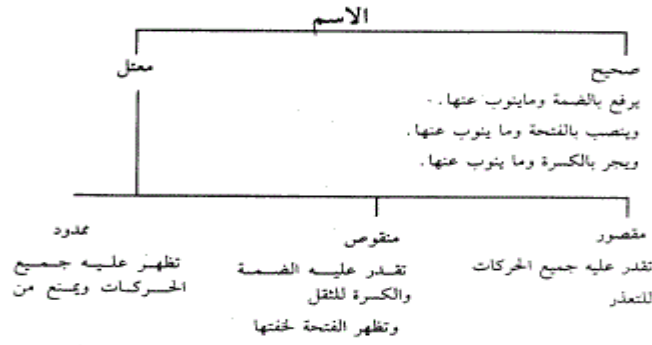 الاسم
صحيح
معتل
يرفع بالضمة وماينوب عنها.
وينصب بالفتحة وما ينوب عنها.
ويجر بالكسرة وما ينوب عنها.
مقصور
تقدر عليه جميع الحركات
للتعذر
منقوص
تقدر عليه الضمة
والكسرة للثقل
وتظهر الفتحة لخفتها
ممدود
تظهر عليه جميع
الحركات ويمنع من